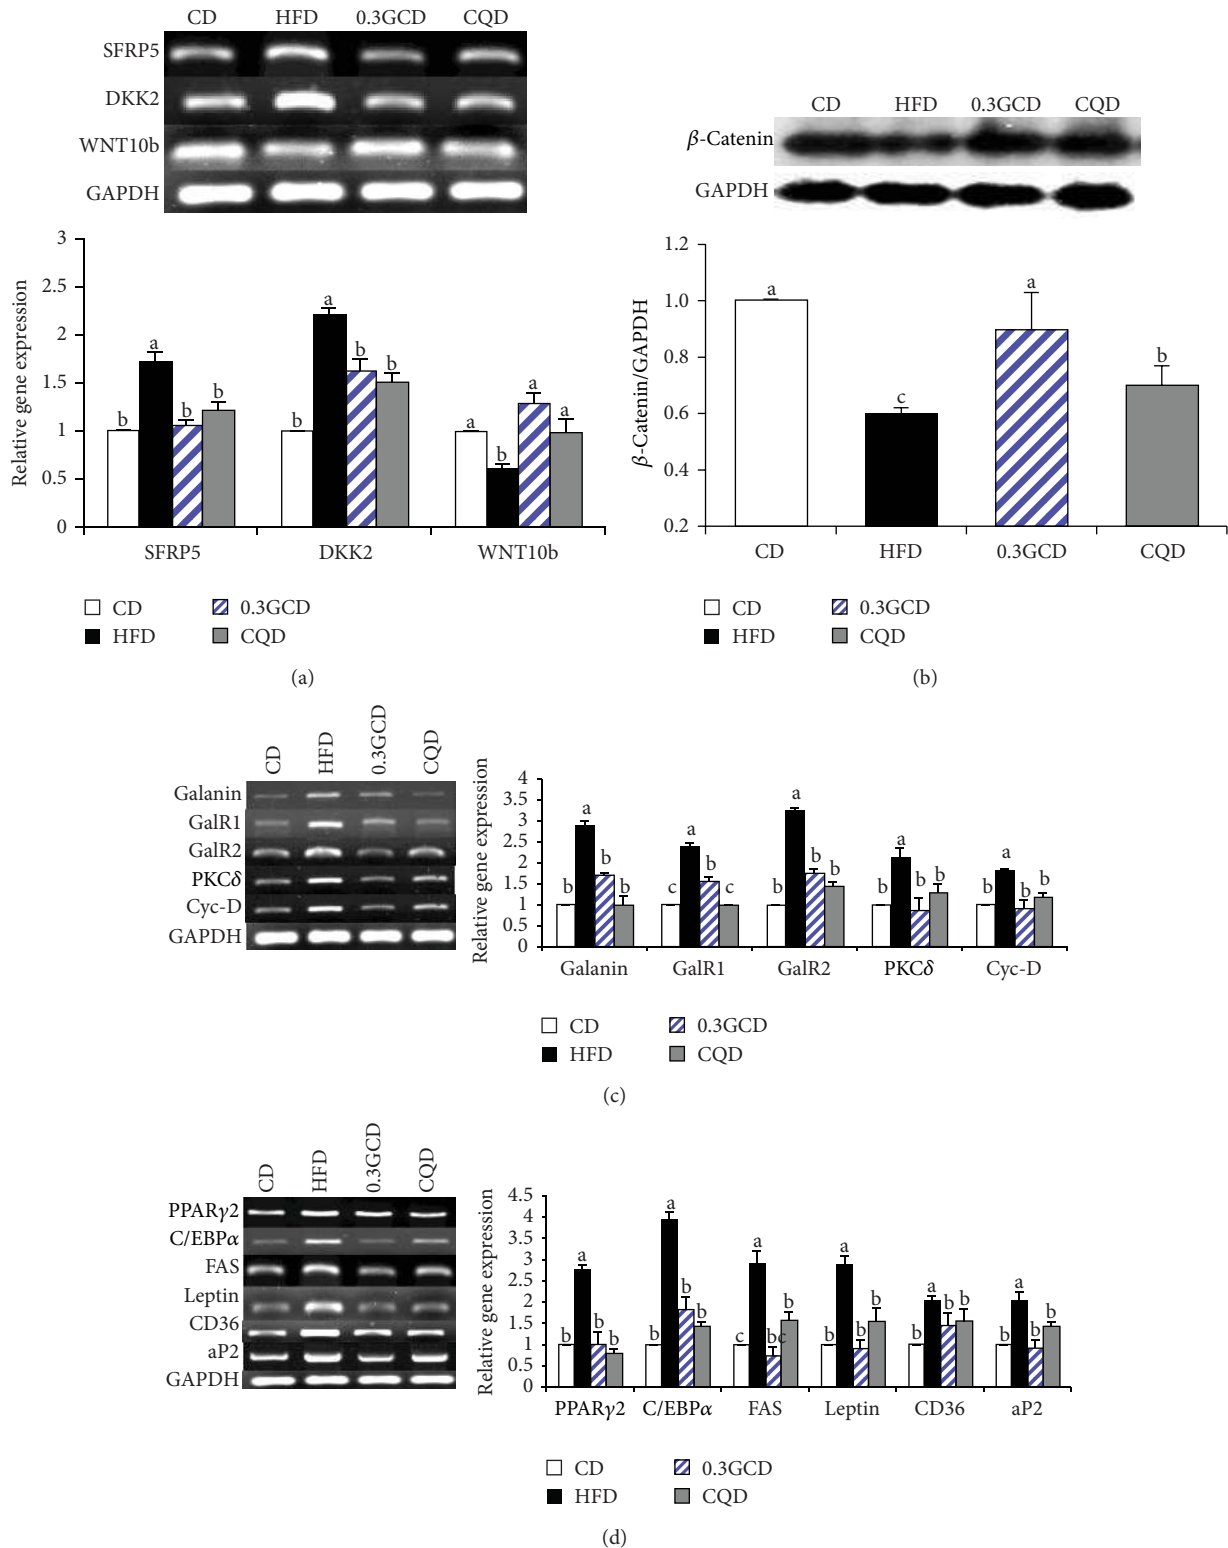 CD HFD 0.3GCD CQD
SFRP5
DKK2
WNT10b
GAPDH
3
2.5
2
1.5
1
0.5
0
Relative gene expression
b a b b
b a b b
a b a a
SFRP5 DKK2 WNT10b
CD 0.3GCD
HFD CQD
(a)
CD HFD 0.3GCD CQD
β-Catenin
GAPDH
1.2
1.0
0.8
0.6
0.4
0.2
β-Catenin/GAPDH
a c a b
CD HFD 0.3GCD CQD
CD 0.3GCD
HFD CQD
(b)
CD HFD 0.3GCD CQD
Galanin
GalR1
GalR2
PKCδ
Cyc-D
GAPDH
4
3.5
3
2.5
2
1.5
1
0.5
0
Relative gene expression
b a b b
c a b c
b a b b
b a b b
b a b b
Galanin GalR1 GalR2 PKCδ Cyc-D
CD 0.3GCD
HFD CQD
(c)
CD HFD 0.3GCD CQD
PPARγ2
C/EBPα
FAS
Leptin
CD36
aP2
GAPDH
4.5
4
3.5
3
2.5
2
1.5
1
0.5
0
Relative gene expression
b a b b
b a b b
c a bc b
b a b b
b a b b
b a b b
PPARγ2 C/EBPα FAS Leptin CD36 aP2
CD 0.3GCD
HFD CQD
(d)